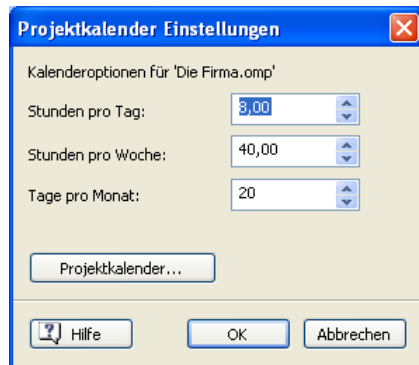 Projektkalender Einstellungen
Kalenderoptionen für 'Die Firma.omp'
Stunden pro Tag: 8,00
Stunden pro Woche: 40,00
Tage pro Monat: 20
Projektkalender...
Hilfe OK Abbrechen